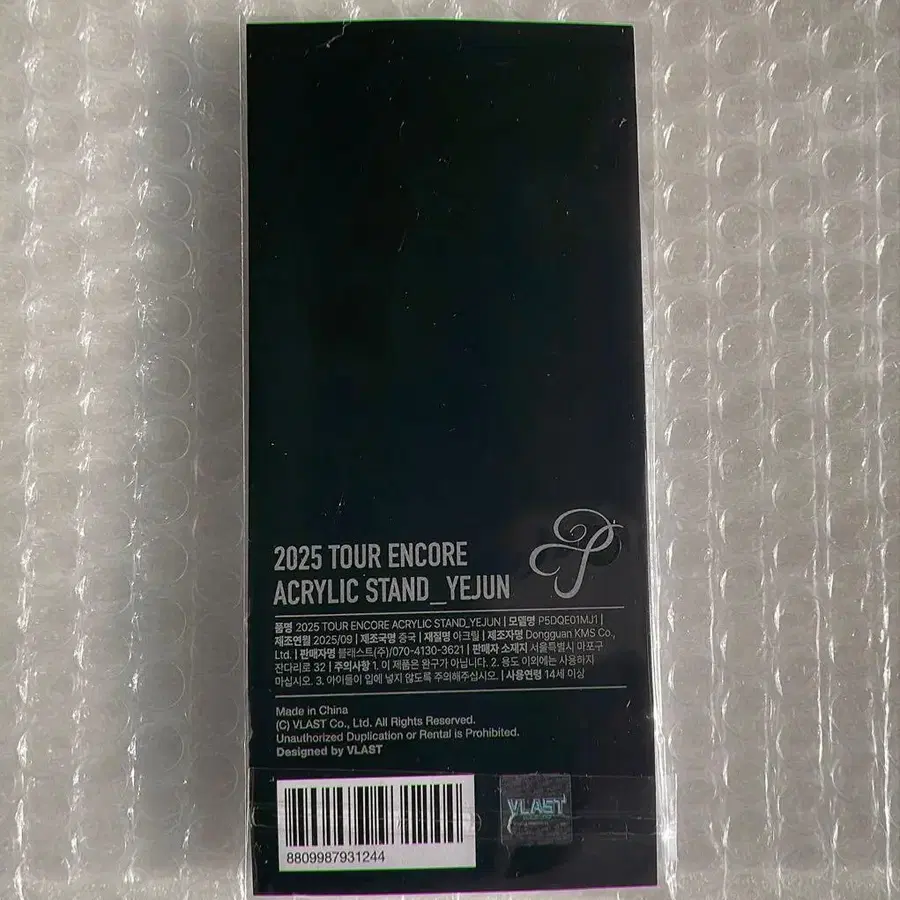 2025 TOUR ENCORE
ACRYLIC STAND_YEJUN
품명 2025 TOUR ENCORE ACRYLIC STAND_YEJUN | 모델명 P5DQE01MJ1 |
제조연월 2025/09 | 제조국명 중국 | 재질명 아크릴 | 제조자명 Dongguan KMS Co.,
Ltd. | 판매자명 블래스트(주)/070-4130-3621 | 판매자 소재지 서울특별시 마포구
잔다리로 32 | 주의사항 1. 이 제품은 완구가 아닙니다. 2. 용도 이외에는 사용하지
마십시오. 3. 아이들이 입에 넣지 않도록 주의해주십시오. | 사용연령 14세 이상
Made in China
(C) VLAST Co., Ltd. All Rights Reserved.
Unauthorized Duplication or Rental is Prohibited.
Designed by VLAST
8809987931244
VLAST